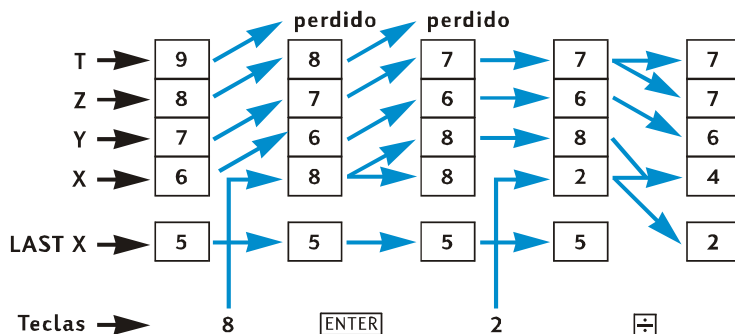 perdido perdido
T 9 8 7 7 7
Z 8 7 6 6 7
Y 7 6 8 8 6
X 6 8 8 2 4
LAST X 5 5 5 5 2
Teclas 8 ENTER 2 ÷